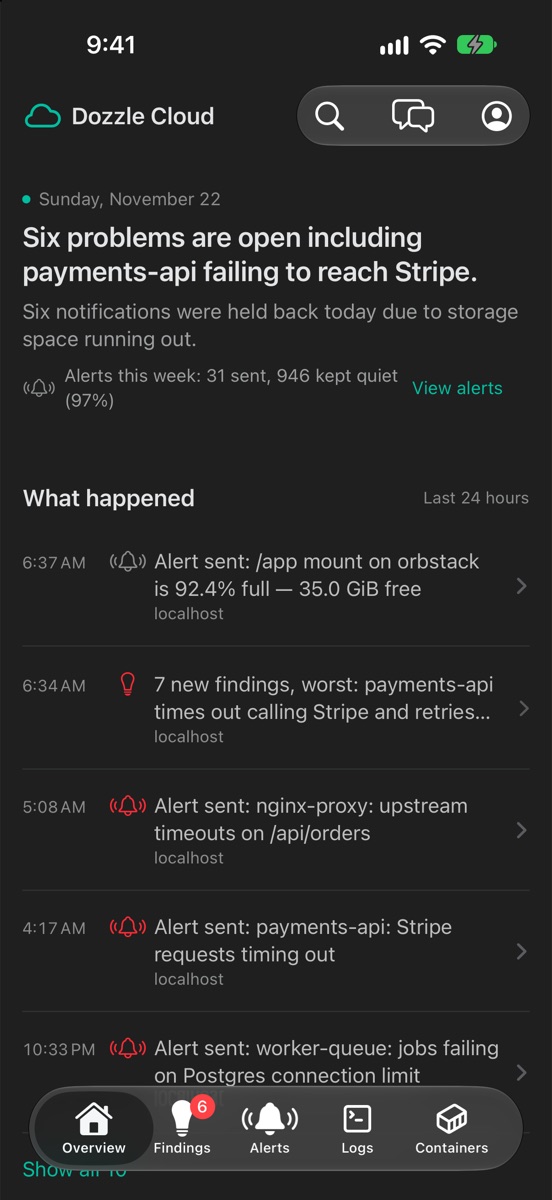 9:41
Dozzle Cloud
Sunday, November 22
Six problems are open including
payments-api failing to reach Stripe.
Six notifications were held back today due to storage
space running out.
Alerts this week: 31 sent, 946 kept quiet
(97%)
View alerts
What happened
Last 24 hours
6:37 AM
Alert sent: /app mount on orbstack
is 92.4% full — 35.0 GiB free
localhost
6:34 AM
7 new findings, worst: payments-api
times out calling Stripe and retries...
localhost
5:08 AM
Alert sent: nginx-proxy: upstream
timeouts on /api/orders
localhost
4:17 AM
Alert sent: payments-api: Stripe
requests timing out
localhost
10:33 PM
Alert sent: worker-queue: jobs failing
on Postgres connection limit
6
Overview
Findings
Alerts
Logs
Containers
Show all